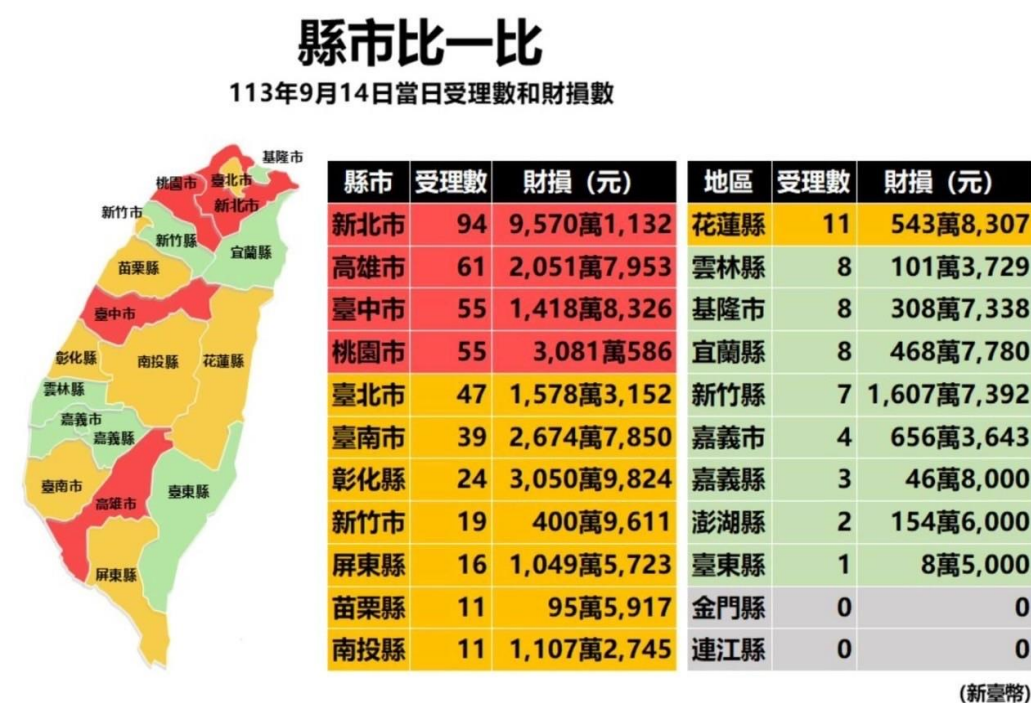 縣市比一比
113年9月14日當日受理數和財損數
基隆市
桃園市
臺北市
新北市
新竹市
新竹縣
宜蘭縣
苗栗縣
臺中市
彰化縣
南投縣
花蓮縣
雲林縣
嘉義市
嘉義縣
臺南市
高雄市
臺東縣
屏東縣
縣市 受理數 財損（元）
新北市 94 9,570萬1,132
高雄市 61 2,051萬7,953
臺中市 55 1,418萬8,326
桃園市 55 3,081萬586
臺北市 47 1,578萬3,152
臺南市 39 2,674萬7,850
彰化縣 24 3,050萬9,824
新竹市 19 400萬9,611
屏東縣 16 1,049萬5,723
苗栗縣 11 95萬5,917
南投縣 11 1,107萬2,745
地區 受理數 財損（元）
花蓮縣 11 543萬8,307
雲林縣 8 101萬3,729
基隆市 8 308萬7,338
宜蘭縣 8 468萬7,780
新竹縣 7 1,607萬7,392
嘉義市 4 656萬3,643
嘉義縣 3 46萬8,000
澎湖縣 2 154萬6,000
臺東縣 1 8萬5,000
金門縣 0 0
連江縣 0 0
(新臺幣)